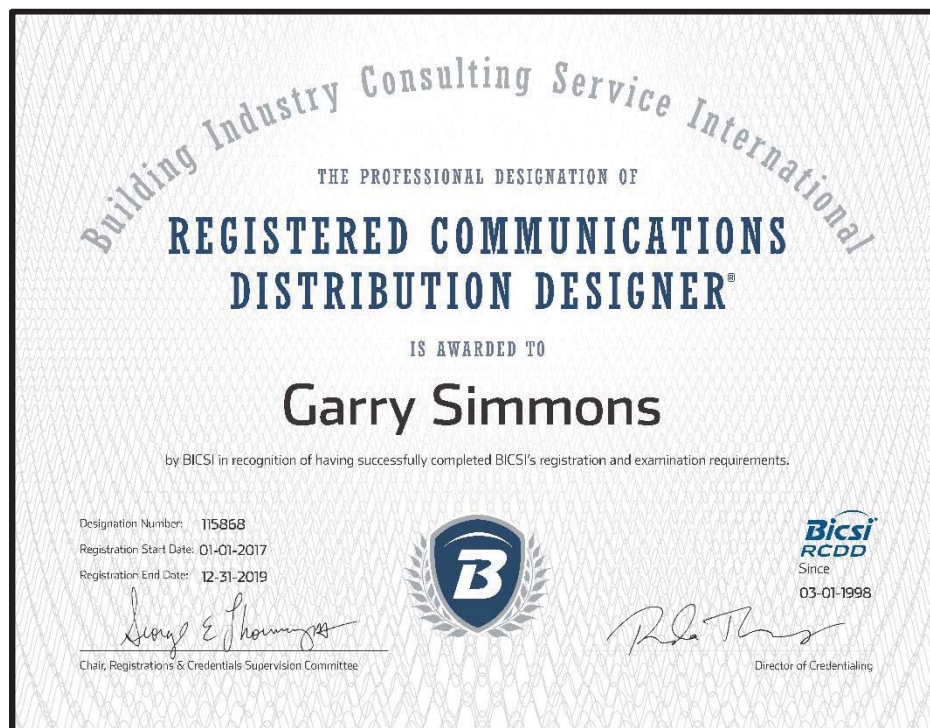 Building Industry Consulting Service International
THE PROFESSIONAL DESIGNATION OF
REGISTERED COMMUNICATIONS
DISTRIBUTION DESIGNER®
IS AWARDED TO
Garry Simmons
by BICSI in recognition of having successfully completed BICSI's registration and examination requirements.
Designation Number: 115868
Registration Start Date: 01-01-2017
Registration End Date: 12-31-2019
B
Bicsi
RCDD
Since
03-01-1998
Chair, Registrations & Credentials Supervision Committee
Director of Credentialing